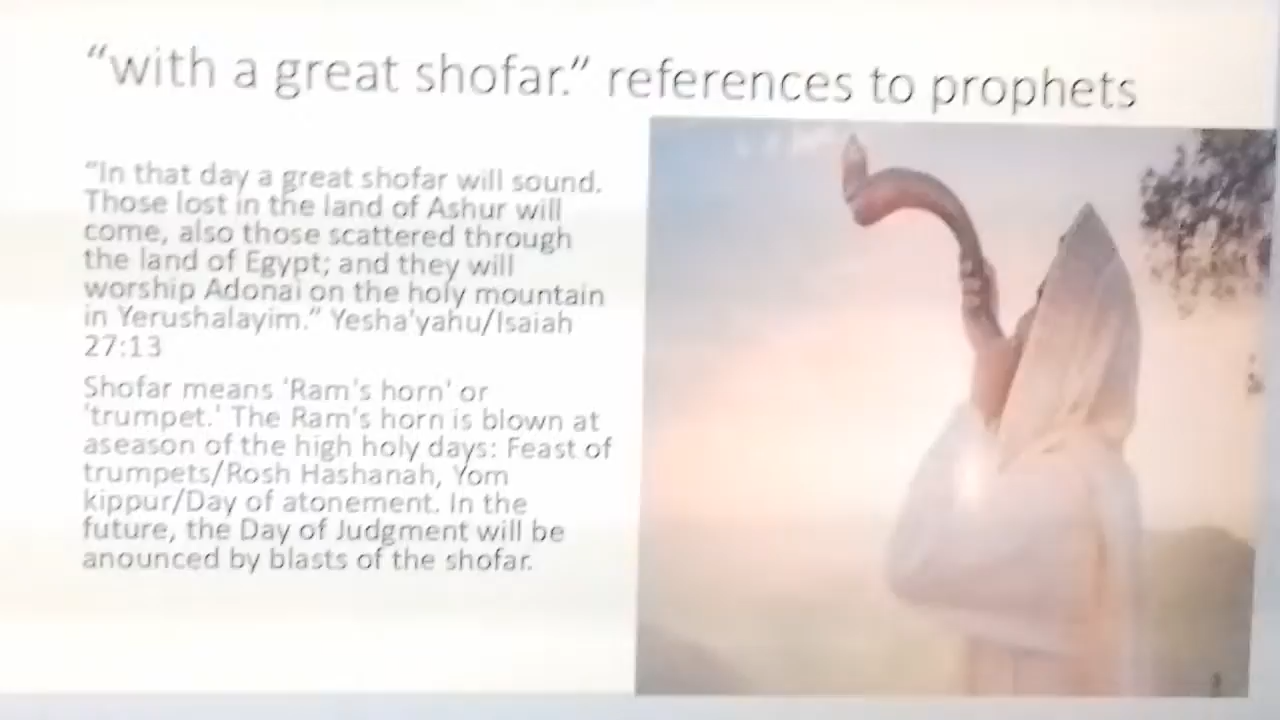 “with a great shofar.” references to prophets
“In that day a great shofar will sound.
Those lost in the land of Ashur will
come, also those scattered through
the land of Egypt; and they will
worship Adonai on the holy mountain
in Yerushalayim.” Yesha'yahu/Isaiah
27:13
Shofar means 'Ram's horn' or
'trumpet.' The Ram's horn is blown at
aseason of the high holy days: Feast of
trumpets/Rosh Hashanah, Yom
kippur/Day of atonement. In the
future, the Day of Judgment will be
anounced by blasts of the shofar.